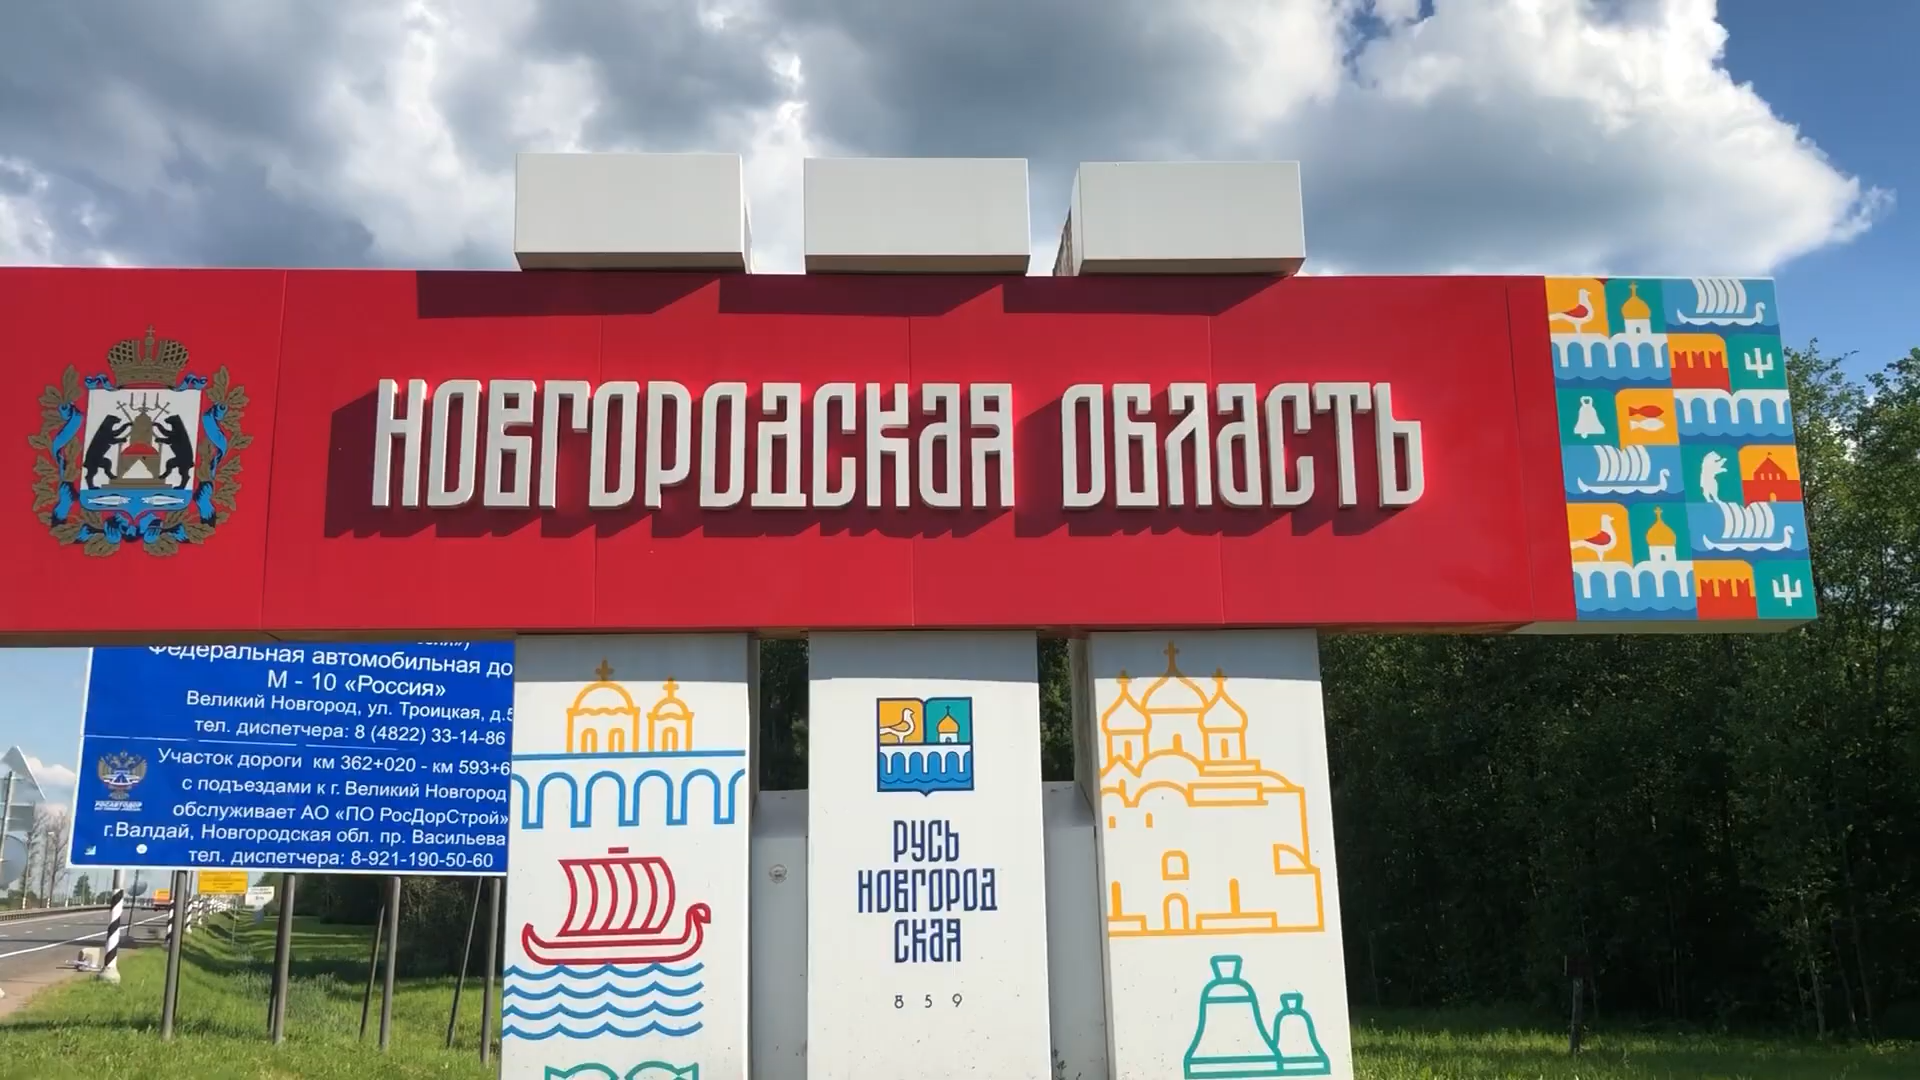 НОВГОРОДСКАЯ ОБЛАСТЬ
Федеральная автомобильная
М - 10 «Россия»
Великий Новгород, ул. Троицкая,
тел. диспетчера: 8 (4822) 33-14-86
РОСАВТОДОР
Участок дороги км 362+020 - км 593+6
с подъездами к г. Великий Новгород
обслуживает АО «ПО РосДорСтрой»
г.Валдай, Новгородская обл. пр. Васильева
тел. диспетчера: 8-921-190-50-60
РУСЬ
НОВГОРОД
СКАЯ
859